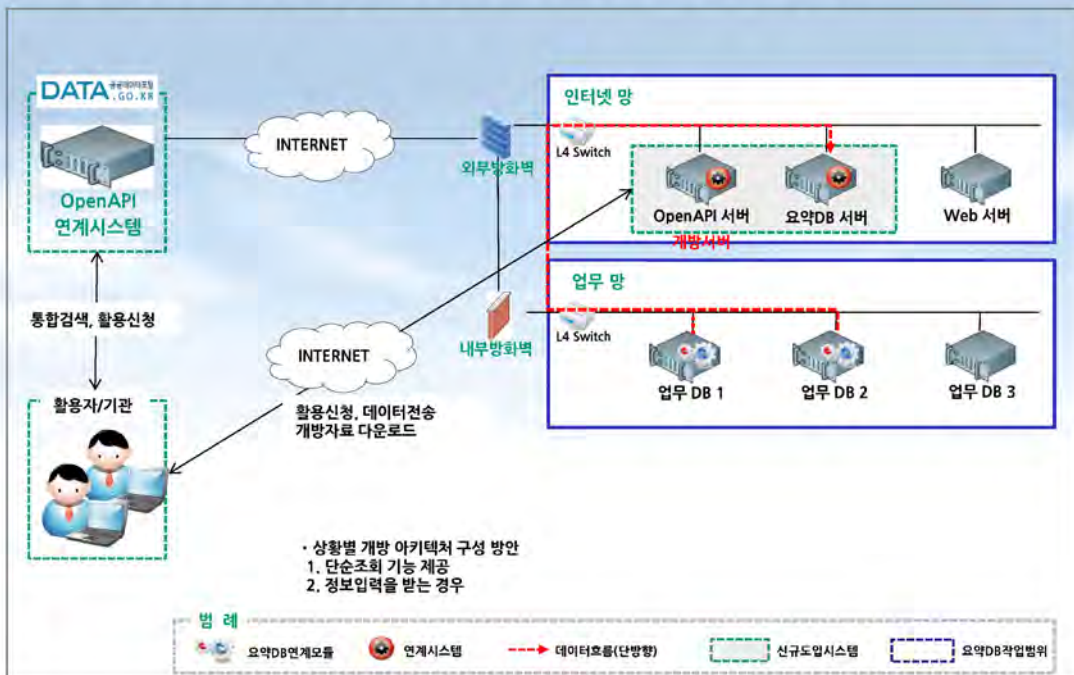 DATA 공공데이터포털
.GO.KR
OpenAPI
연계시스템
통합검색, 활용신청
활용자/기관
INTERNET
외부방화벽
내부방화벽
INTERNET
활용신청, 데이터전송
개방자료 다운로드
인터넷 망
L4 Switch
OpenAPI 서버
요약DB 서버
Web 서버
개방서버
업무 망
L4 Switch
업무 DB 1
업무 DB 2
업무 DB 3
· 상황별 개방 아키텍처 구성 방안
1. 단순조회 기능 제공
2. 정보입력을 받는 경우
범 례
요약DB연계모듈
연계시스템
데이터흐름(단방향)
신규도입시스템
요약DB작업범위